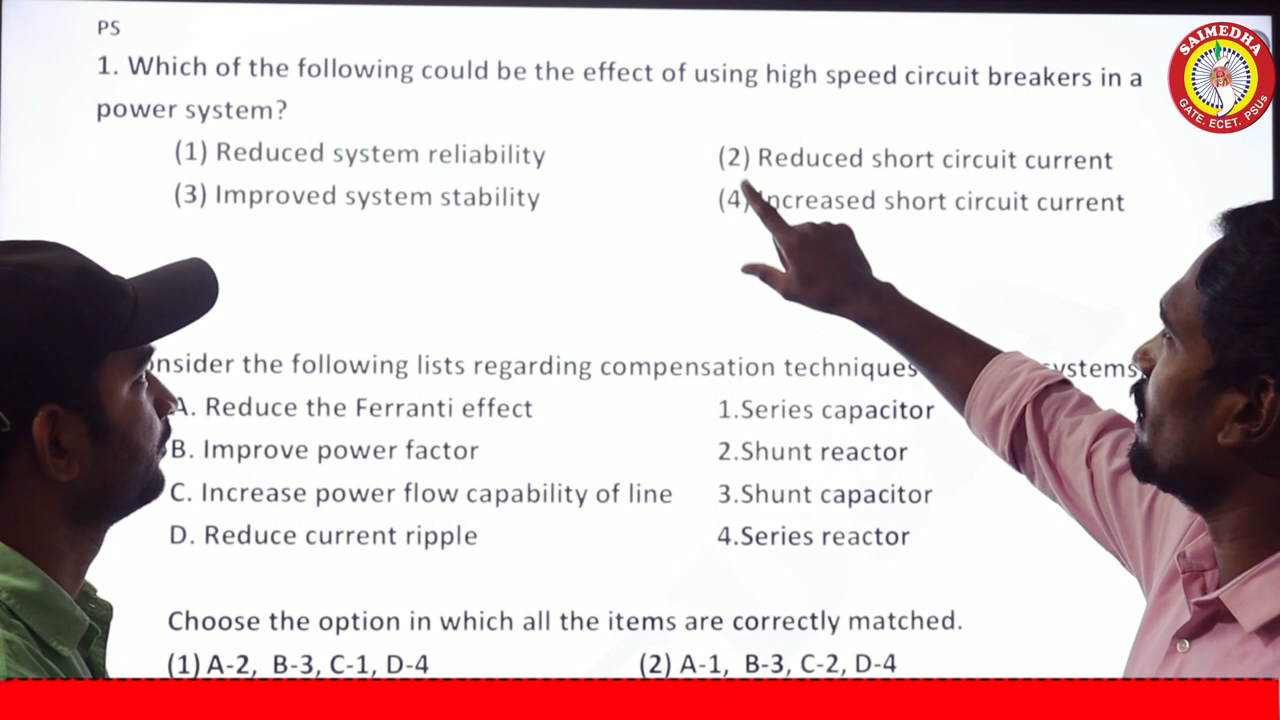 PS
1. Which of the following could be the effect of using high speed circuit breakers in a
power system?
(1) Reduced system reliability (2) Reduced short circuit current
(3) Improved system stability (4) Increased short circuit current
onsider the following lists regarding compensation techniques ystems
A. Reduce the Ferranti effect 1.Series capacitor
B. Improve power factor 2.Shunt reactor
C. Increase power flow capability of line 3.Shunt capacitor
D. Reduce current ripple 4.Series reactor
Choose the option in which all the items are correctly matched.
(1) A-2, B-3, C-1, D-4 (2) A-1, B-3, C-2, D-4
SAIMEDHA
GATE. ECET. PSUs